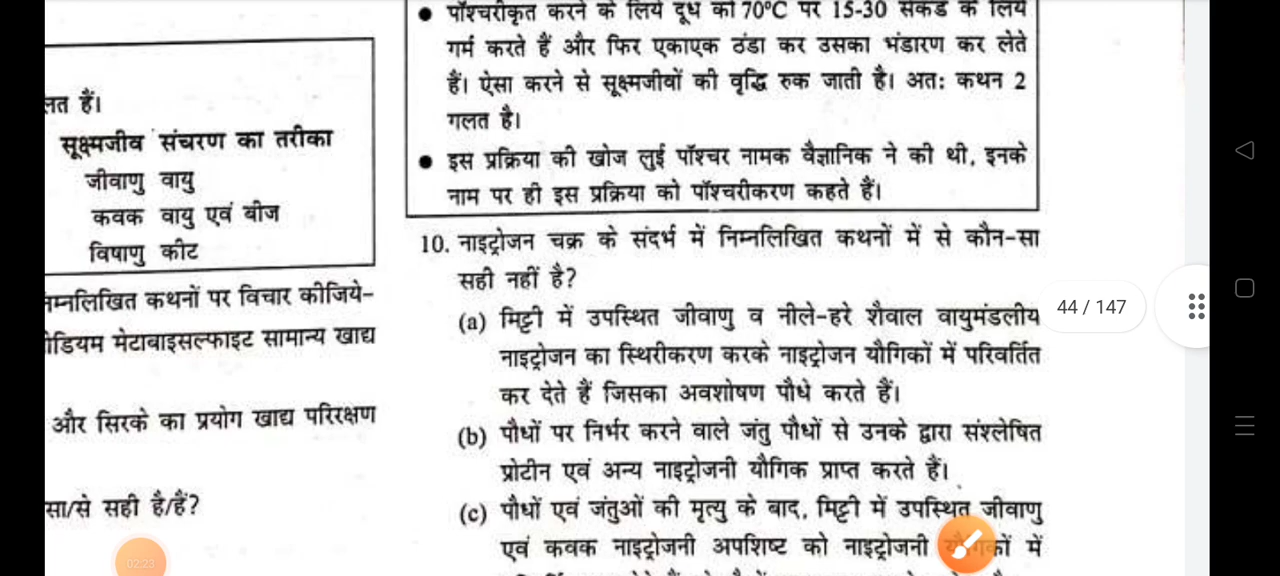 लत हैं।
सूक्ष्मजीव संचरण का तरीका
जीवाणु वायु
कवक वायु एवं बीज
विषाणु कीट
म्नलिखित कथनों पर विचार कीजिये-
डियम मेटाबाइसल्फाइट सामान्य खाद्य
और सिरके का प्रयोग खाद्य परिरक्षण
सा/से सही है/हैं?
02:23
● पॉश्चरीकृत करने के लिये दूध को 70°C पर 15-30 सेकंड के लिये
गर्म करते हैं और फिर एकाएक ठंडा कर उसका भंडारण कर लेते
हैं। ऐसा करने से सूक्ष्मजीवों की वृद्धि रुक जाती है। अतः कथन 2
गलत है।
● इस प्रक्रिया की खोज लुई पॉश्चर नामक वैज्ञानिक ने की थी, इनके
नाम पर ही इस प्रक्रिया को पॉश्चरीकरण कहते हैं।
10. नाइट्रोजन चक्र के संदर्भ में निम्नलिखित कथनों में से कौन-सा
सही नहीं है?
(a) मिट्टी में उपस्थित जीवाणु व नीले-हरे शैवाल वायुमंडलीय
नाइट्रोजन का स्थिरीकरण करके नाइट्रोजन यौगिकों में परिवर्तित
कर देते हैं जिसका अवशोषण पौधे करते हैं।
(b) पौधों पर निर्भर करने वाले जंतु पौधों से उनके द्वारा संश्लेषित
प्रोटीन एवं अन्य नाइट्रोजनी यौगिक प्राप्त करते हैं।
(c) पौधों एवं जंतुओं की मृत्यु के बाद, मिट्टी में उपस्थित जीवाणु
एवं कवक नाइट्रोजनी अपशिष्ट को नाइट्रोजनी में
44 / 147